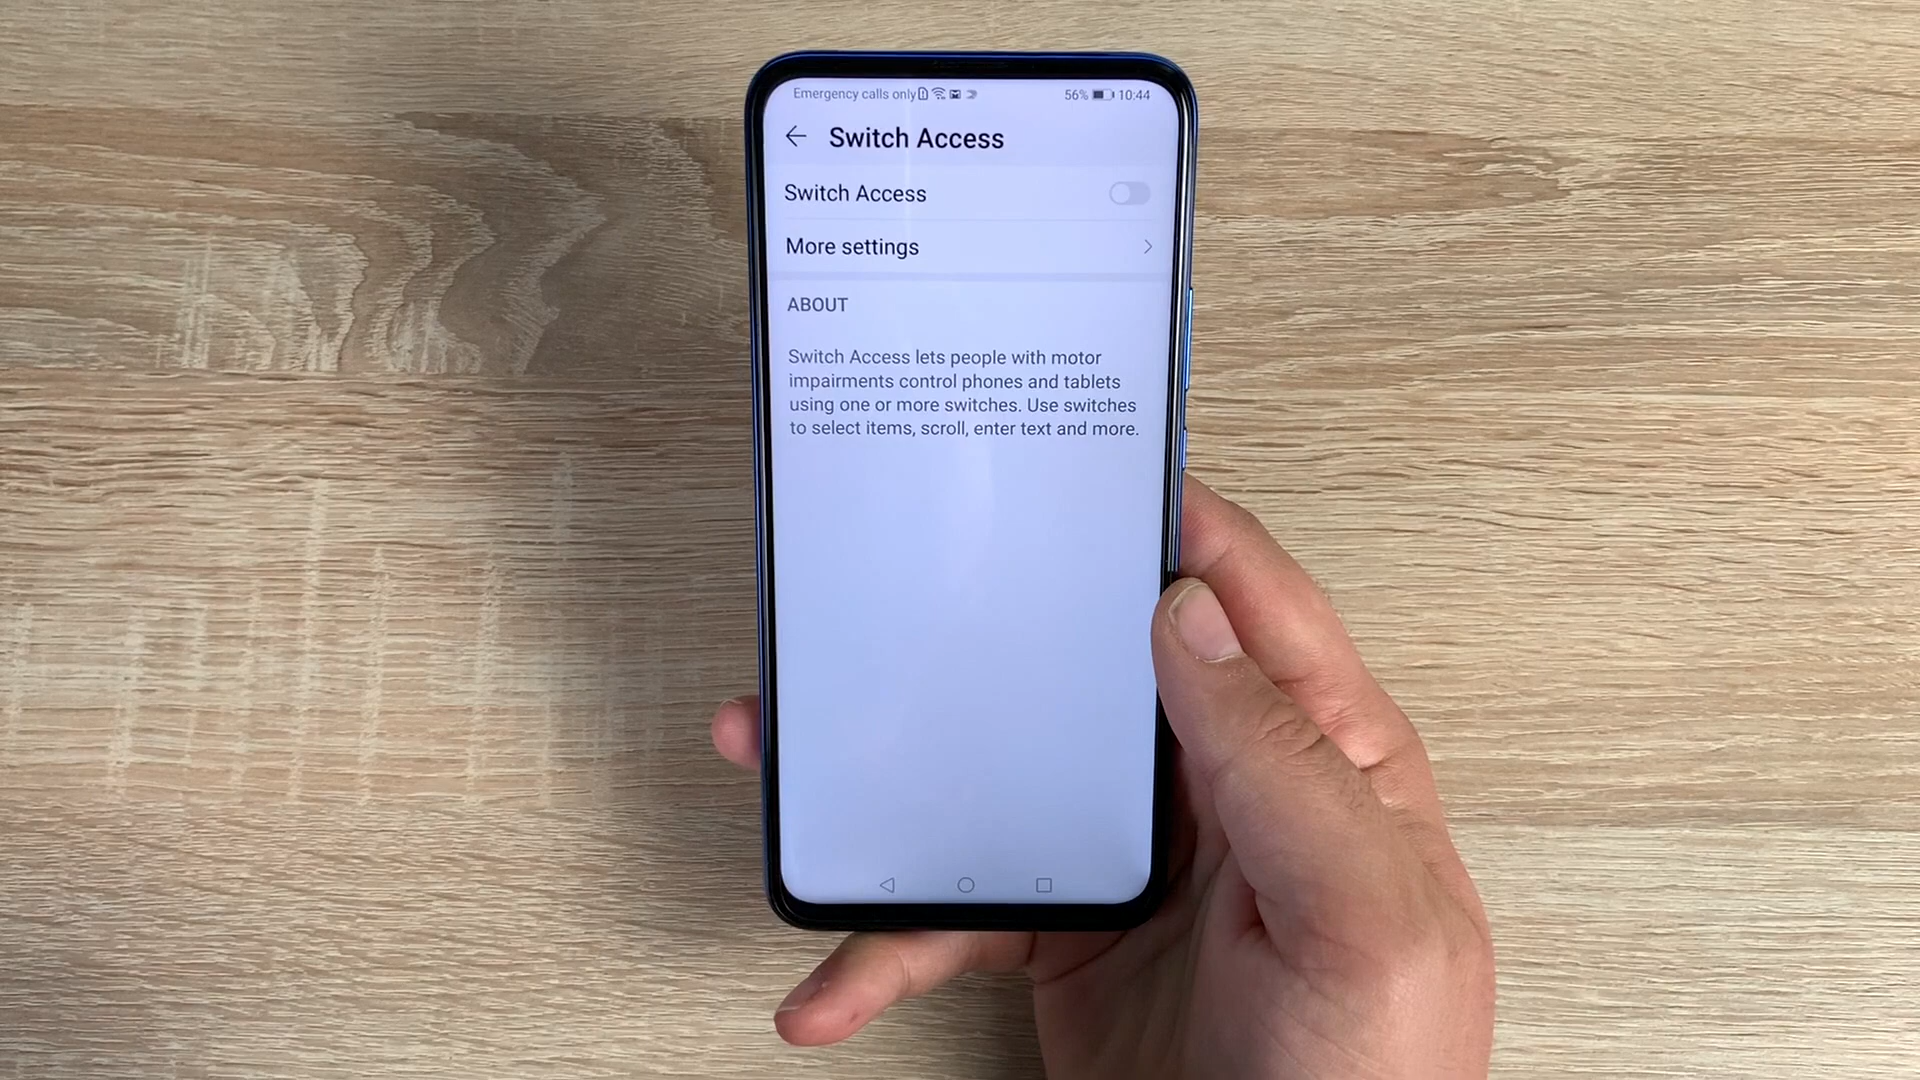 Emergency calls only
56% 10:44
Switch Access
Switch Access
More settings
ABOUT
Switch Access lets people with motor
impairments control phones and tablets
using one or more switches. Use switches
to select items, scroll, enter text and more.